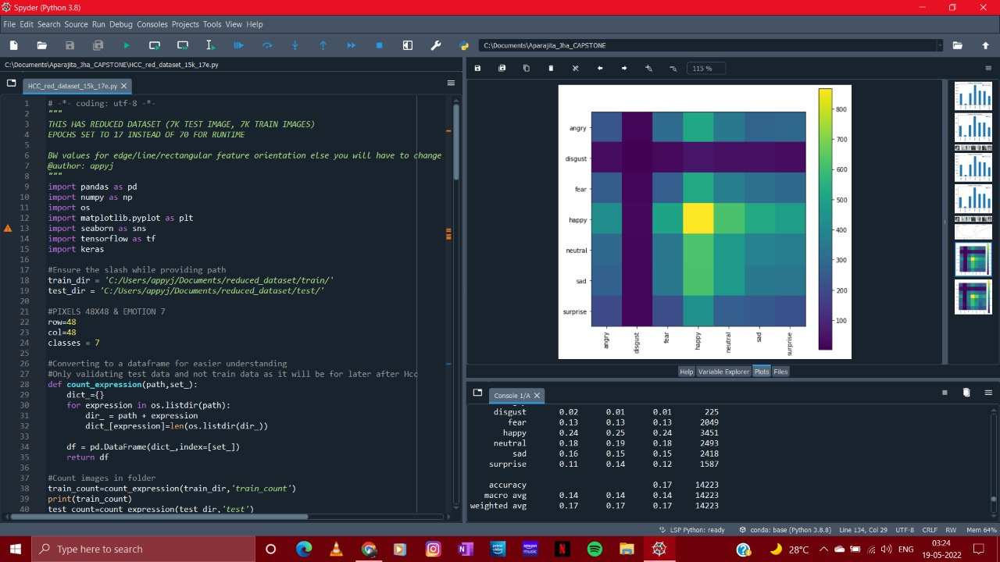 Spyder (Python 3.8)
File Edit Search Source Run Debug Consoles Projects Tools View Help
C:\Documents\Aparajita_Jha_CAPSTONE
C:\Documents\Aparajita_Jha_CAPSTONE\HCC_red_dataset_15k_17e.py
HCC_red_dataset_15k_17e.py
115 %
1 # -*- coding: utf-8 -*-
2 """
3 THIS HAS REDUCED DATASET (7K TEST IMAGE, 7K TRAIN IMAGES)
4 EPOCHS SET TO 17 INSTEAD OF 70 FOR RUNTIME
5
6 BW values for edge/line/rectangular feature orientation else you will have to change
7 @author: appyj
8 """
9 import pandas as pd
10 import numpy as np
11 import os
12 import matplotlib.pyplot as plt
13 import seaborn as sns
14 import tensorflow as tf
15 import keras
16
17 #Ensure the slash while providing path
18 train_dir = 'C:/Users/appyj/Documents/reduced_dataset/train/'
19 test_dir = 'C:/Users/appyj/Documents/reduced_dataset/test/'
20
21 #PIXELS 48X48 & EMOTION 7
22 row=48
23 col=48
24 classes = 7
25
26 #Converting to a dataframe for easier understanding
27 #Only validating test data and not train data as it will be for later after Hcc
28 def count_expression(path,set_):
29 dict_={}
30 for expression in os.listdir(path):
31 dir_ = path + expression
32 dict_[expression]=len(os.listdir(dir_))
33
34 df = pd.DataFrame(dict_,index=[set_])
35 return df
36
37 #Count images in folder
38 train_count=count_expression(train_dir,'train_count')
39 print(train_count)
40 test_count=count_expression(test_dir,'test')
angry
disgust
fear
happy
neutral
sad
surprise
angry disgust fear happy neutral sad surprise
800
700
600
500
400
300
200
100
Help Variable Explorer Plots Files
Console 1/A
disgust 0.02 0.01 0.01 225
fear 0.13 0.13 0.13 2049
happy 0.24 0.25 0.24 3451
neutral 0.18 0.19 0.18 2493
sad 0.16 0.15 0.15 2418
surprise 0.11 0.14 0.12 1587
accuracy 0.17 14223
macro avg 0.14 0.14 0.14 14223
weighted avg 0.17 0.17 0.17 14223
LSP Python: ready conda: base (Python 3.8.8) Line 134, Col 29 UTF-8 CRLF RW Mem 64%
Type here to search
prime video
amazon music
28°C
03:24
19-05-2022